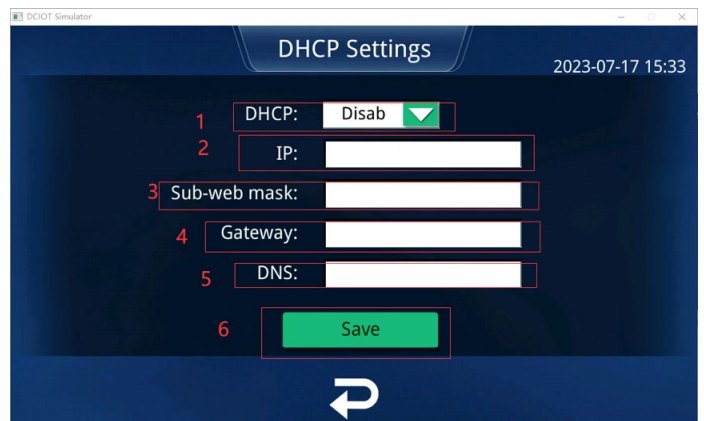 DCIOT Simulator
DHCP Settings
2023-07-17 15:33
1 DHCP: Disab
2 IP:
3 Sub-web mask:
4 Gateway:
5 DNS:
6 Save